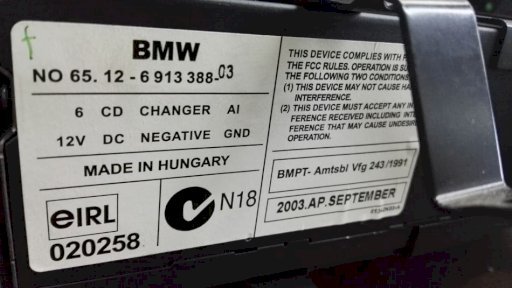 f
BMW
NO 65. 12 - 6 913 388-03
6 CD CHANGER AI
12V DC NEGATIVE GND
MADE IN HUNGARY
eIRL
020258
N18
THIS DEVICE COMPLIES WITH
THE FCC RULES. OPERATION IS
THE FOLLOWING TWO CONDITIONS
(1) THIS DEVICE MAY NOT CAUSE
INTERFERENCE.
(2) THIS DEVICE MUST ACCEPT ANY
FERENCE RECEIVED INCLUDING
FERENCE THAT MAY CAUSE
OPERATION.
BMPT- Amtsbl Vfg 243/1991
2003.AP.SEPTEMBER